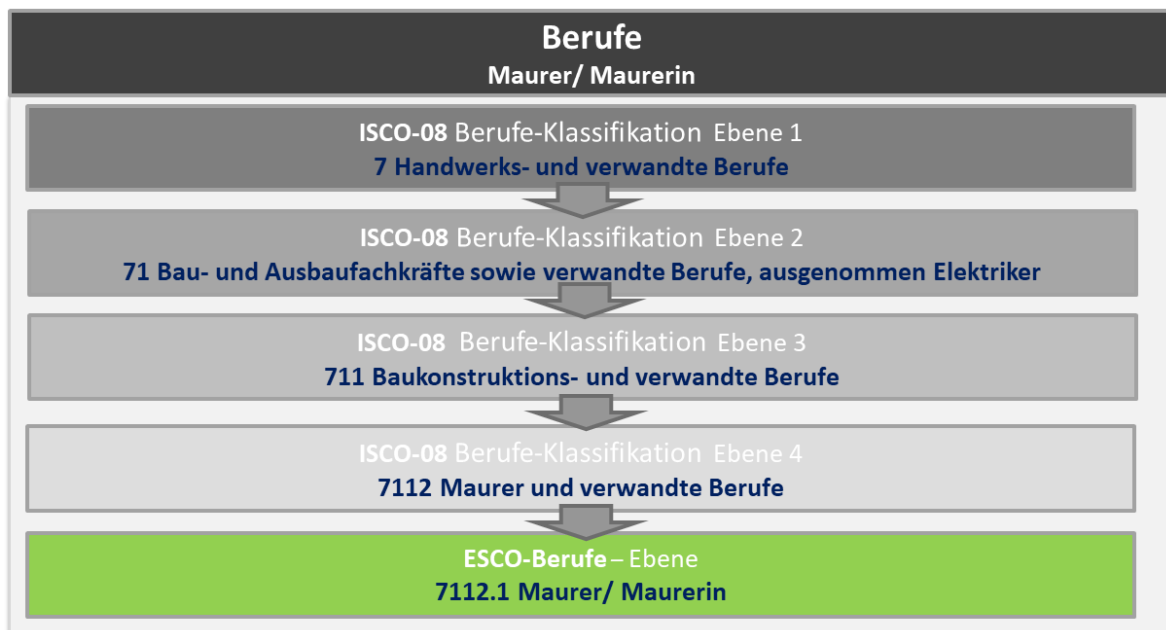 Berufe
Maurer/ Maurerin
ISCO-08 Berufe-Klassifikation Ebene 1
7 Handwerks- und verwandte Berufe
ISCO-08 Berufe-Klassifikation Ebene 2
71 Bau- und Ausbaufachkräfte sowie verwandte Berufe, ausgenommen Elektriker
ISCO-08 Berufe-Klassifikation Ebene 3
711 Baukonstruktions- und verwandte Berufe
ISCO-08 Berufe-Klassifikation Ebene 4
7112 Maurer und verwandte Berufe
ESCO-Berufe – Ebene
7112.1 Maurer/ Maurerin